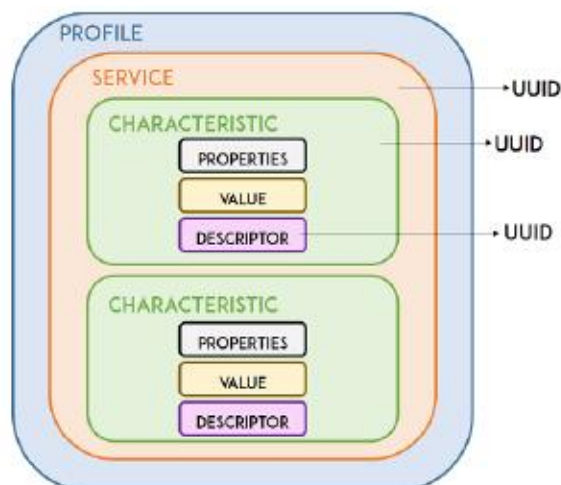 PROFILE
SERVICE
UUID
CHARACTERISTIC
UUID
PROPERTIES
VALUE
DESCRIPTOR
UUID
CHARACTERISTIC
PROPERTIES
VALUE
DESCRIPTOR